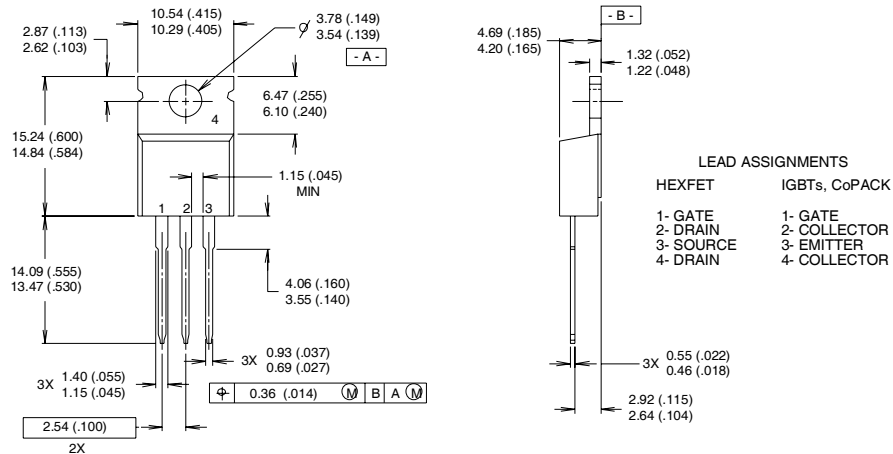 10.54 (.415)
10.29 (.405)
3.78 (.149)
3.54 (.139)
- A -
2.87 (.113)
2.62 (.103)
6.47 (.255)
6.10 (.240)
4
15.24 (.600)
14.84 (.584)
1.15 (.045)
MIN
1 2 3
14.09 (.555)
13.47 (.530)
4.06 (.160)
3.55 (.140)
3X 0.93 (.037)
0.69 (.027)
3X 1.40 (.055)
1.15 (.045)
⌖ 0.36 (.014) Ⓜ B A Ⓜ
2.54 (.100)
2X
- B -
4.69 (.185)
4.20 (.165)
1.32 (.052)
1.22 (.048)
LEAD ASSIGNMENTS
HEXFET
1- GATE
2- DRAIN
3- SOURCE
4- DRAIN
IGBTs, CoPACK
1- GATE
2- COLLECTOR
3- EMITTER
4- COLLECTOR
3X 0.55 (.022)
0.46 (.018)
2.92 (.115)
2.64 (.104)